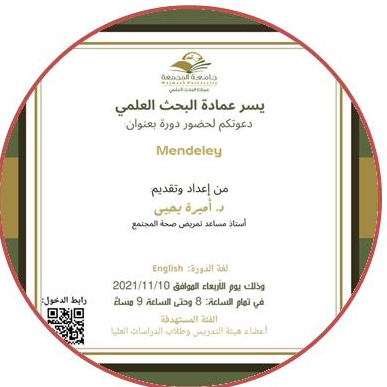 جامعة المجمعة
Majmaah University
عمادة البحث العلمي
يسر عمادة البحث العلمي
دعوتكم لحضور دورة بعنوان:
Mendeley
من إعداد وتقديم:
د. أميرة يحيى
أستاذ مساعد تمريض صحة المجتمع
لغة الدورة: English
وذلك يوم الأربعاء الموافق 2021/11/10
في تمام الساعة: 8 وحتى الساعة 9 مساءً
رابط الدخول:
الفئة المستهدفة
أعضاء هيئة التدريس وطلاب الدراسات العليا